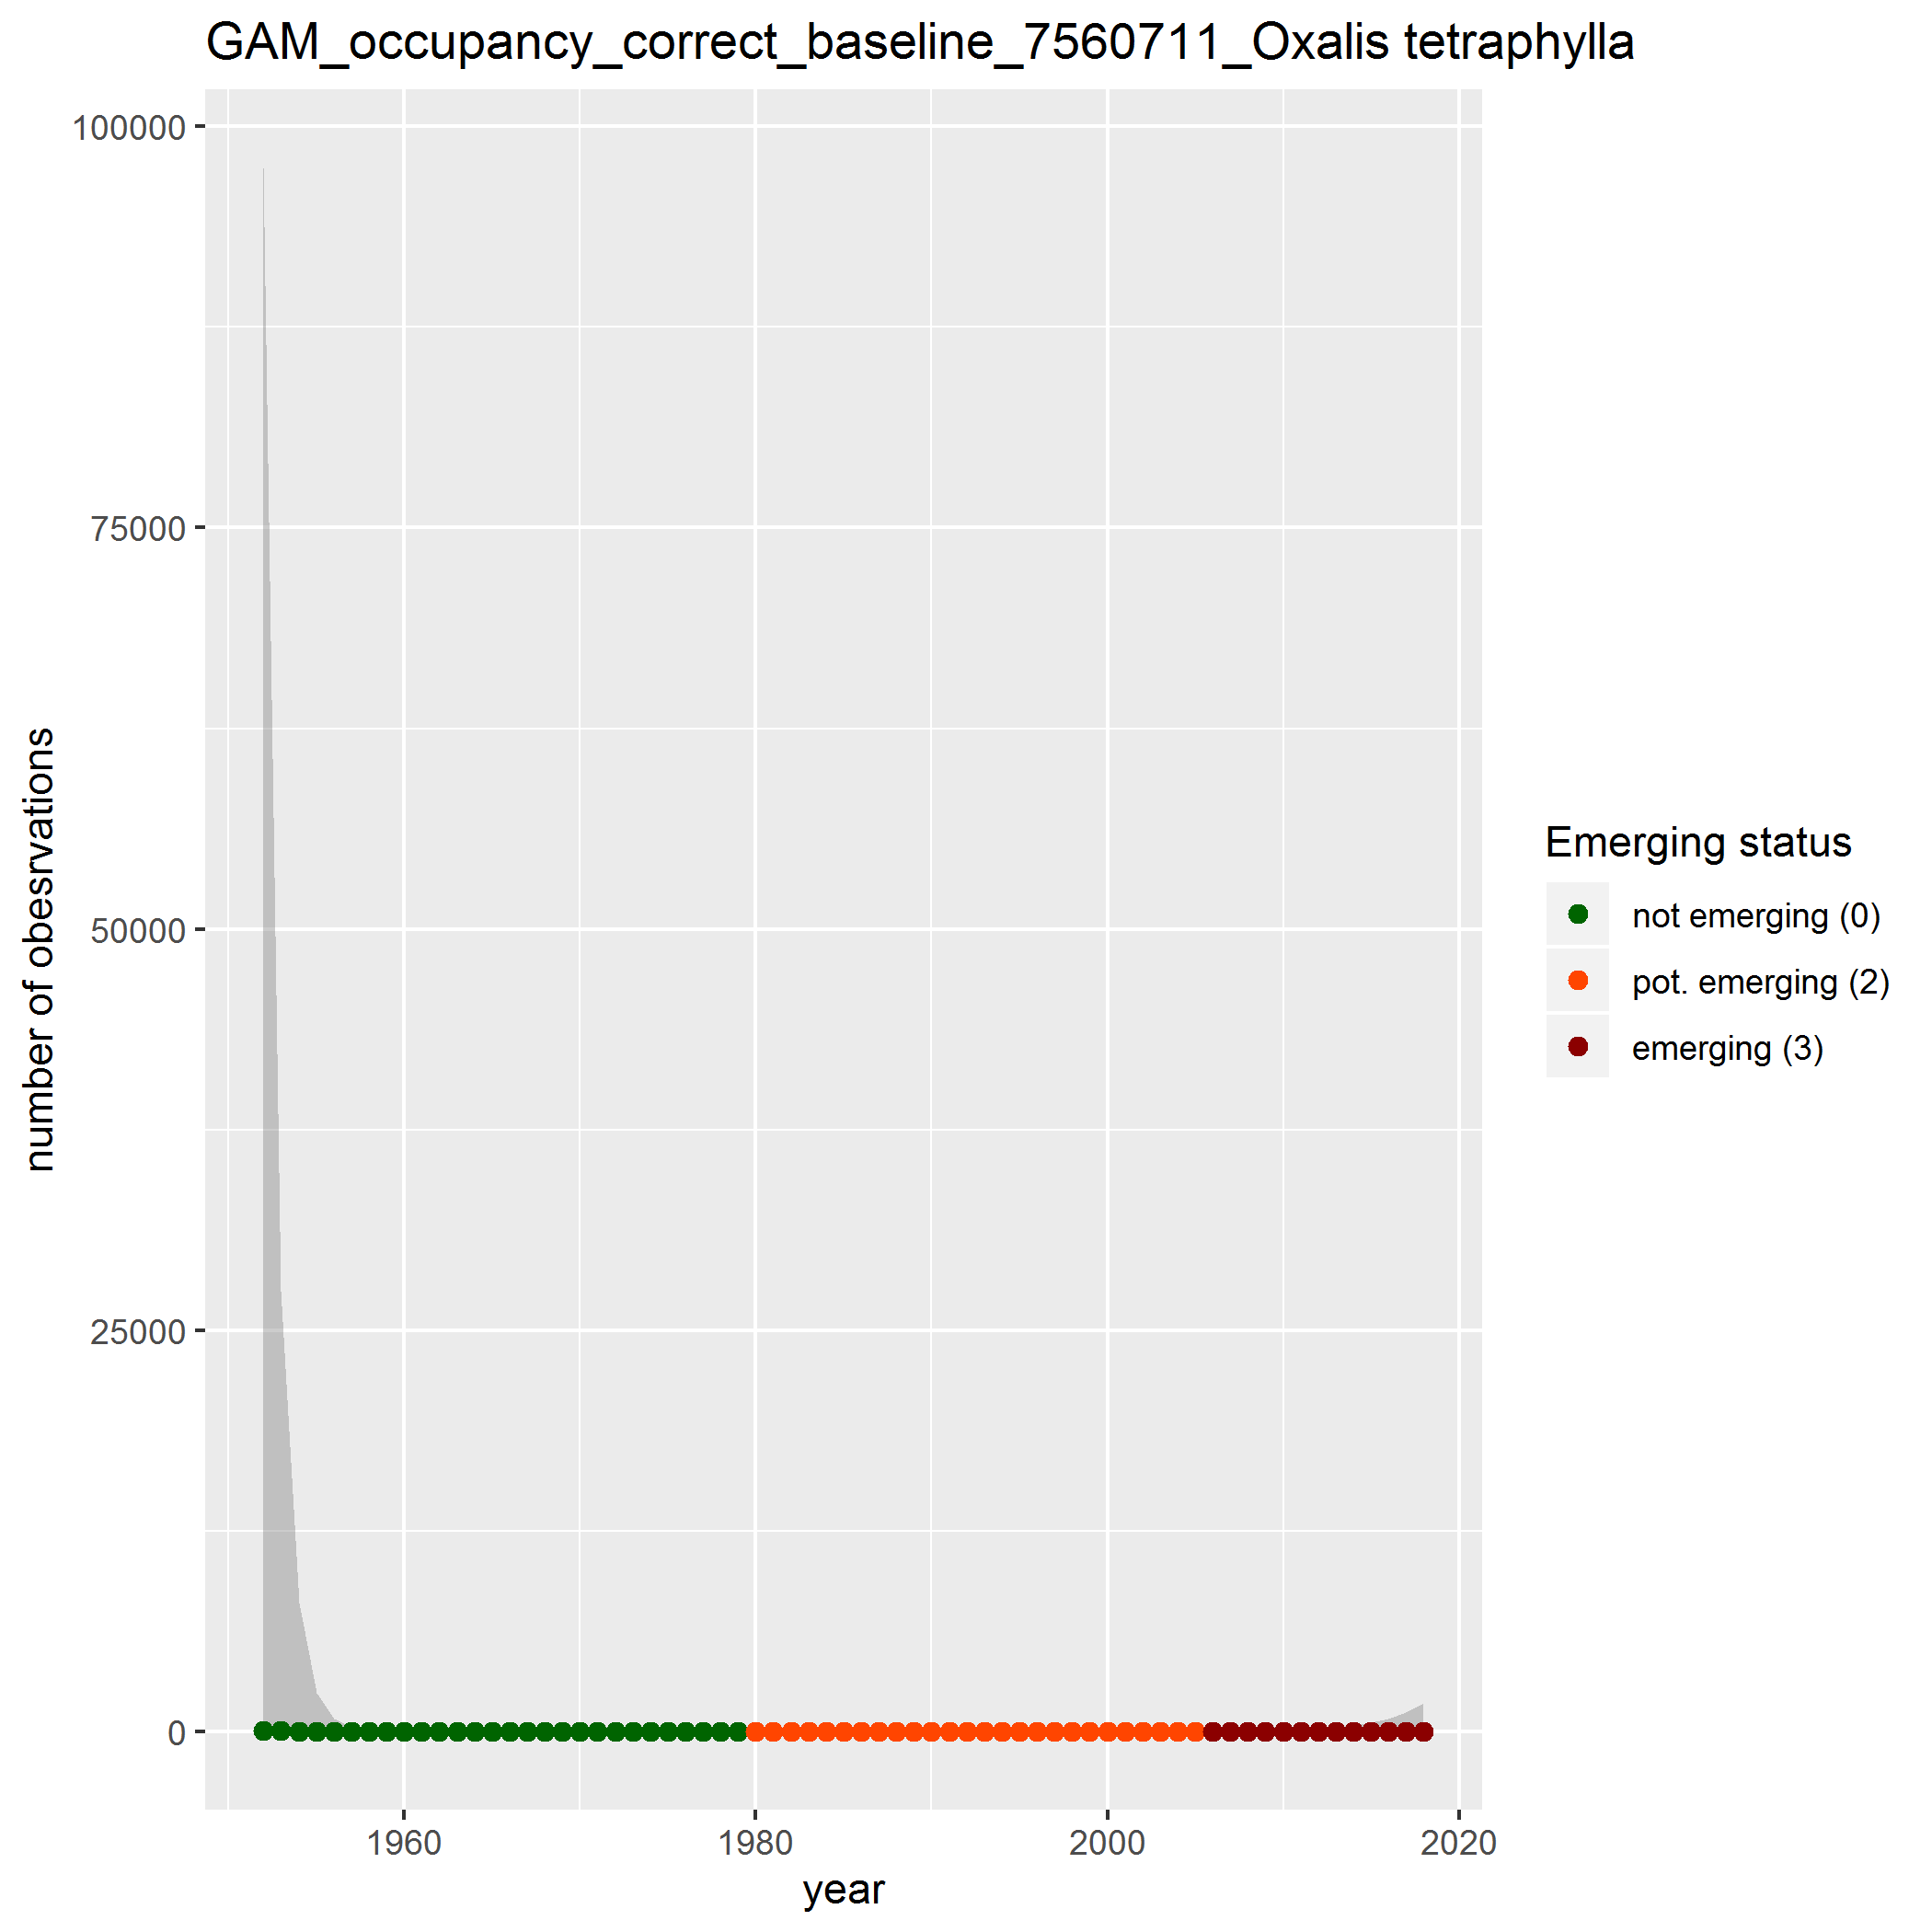 GAM_occupancy_correct_baseline_7560711_Oxalis tetraphylla
100000
75000
50000
25000
0
number of obesrvations
1960
1980
2000
2020
year
Emerging status
not emerging (0)
pot. emerging (2)
emerging (3)